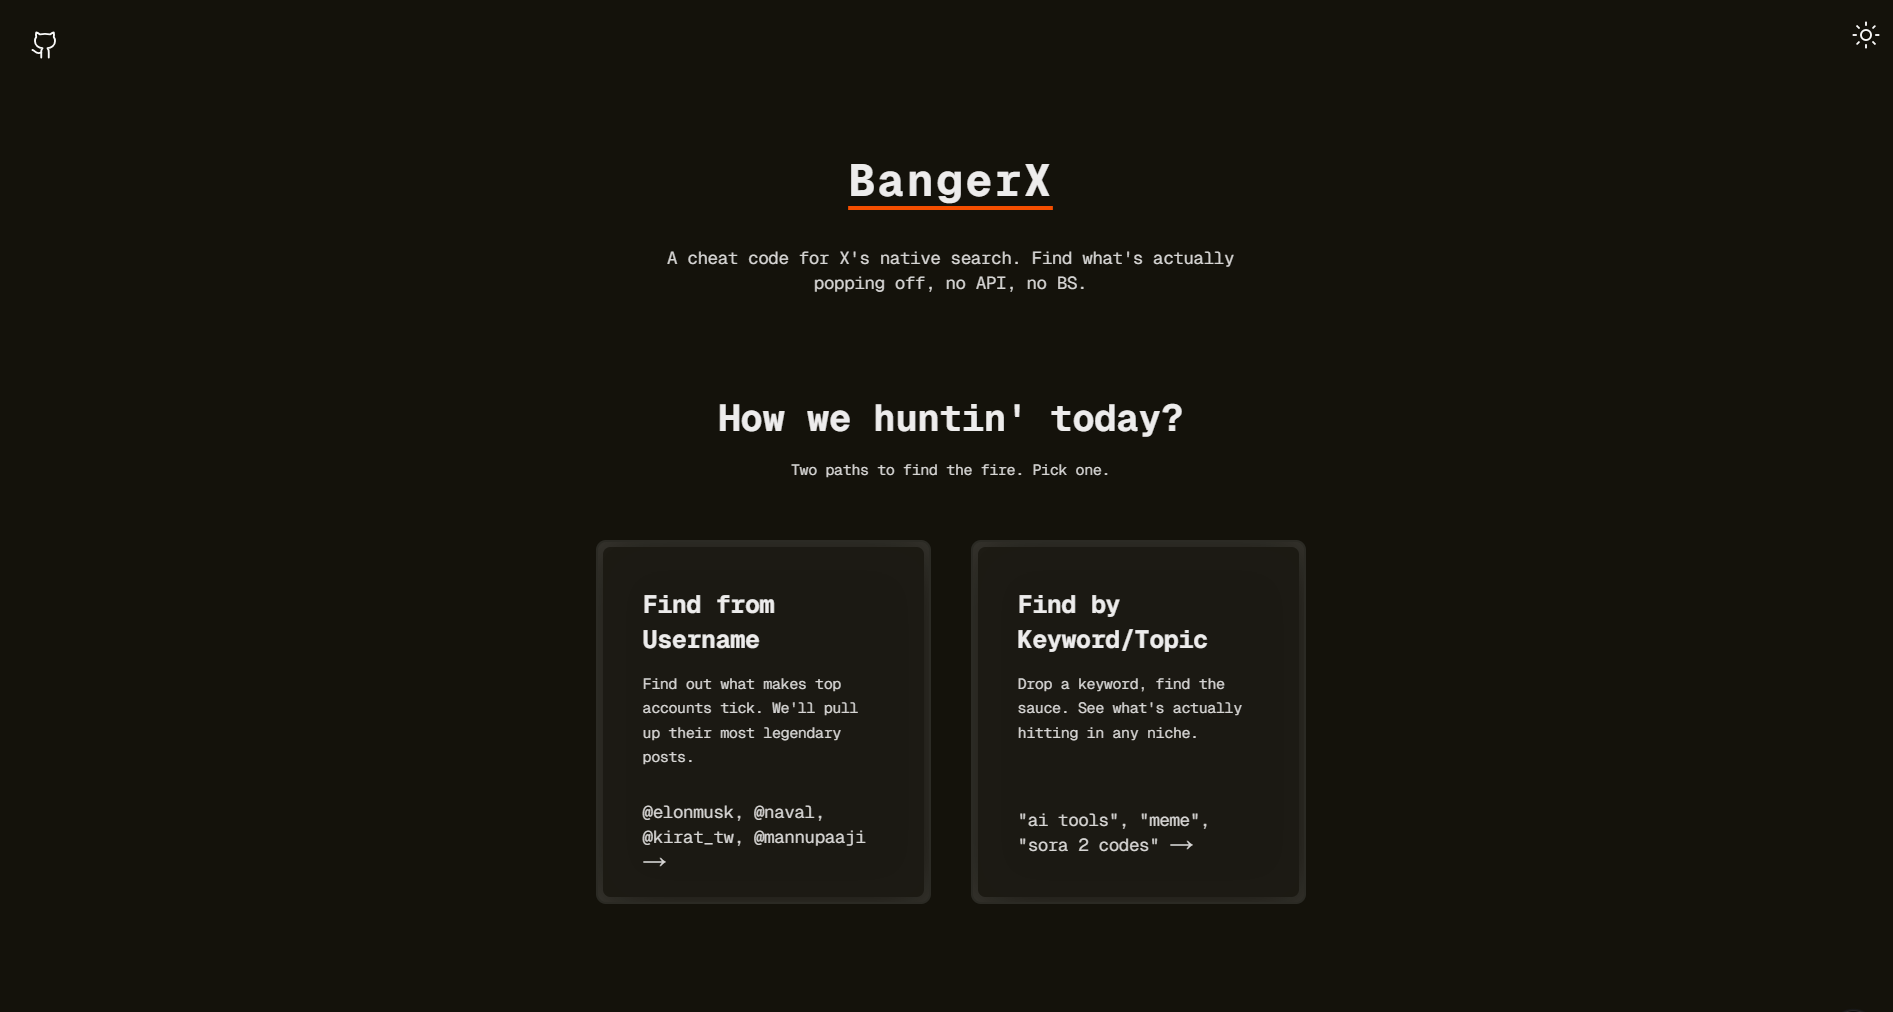 BangerX
A cheat code for X's native search. Find what's actually
popping off, no API, no BS.
How we huntin' today?
Two paths to find the fire. Pick one.
Find from
Username
Find out what makes top
accounts tick. We'll pull
up their most legendary
posts.
@elonmusk, @naval,
@kirat_tw, @mannupaaji
⟶
Find by
Keyword/Topic
Drop a keyword, find the
sauce. See what's actually
hitting in any niche.
"ai tools", "meme",
"sora 2 codes" ⟶